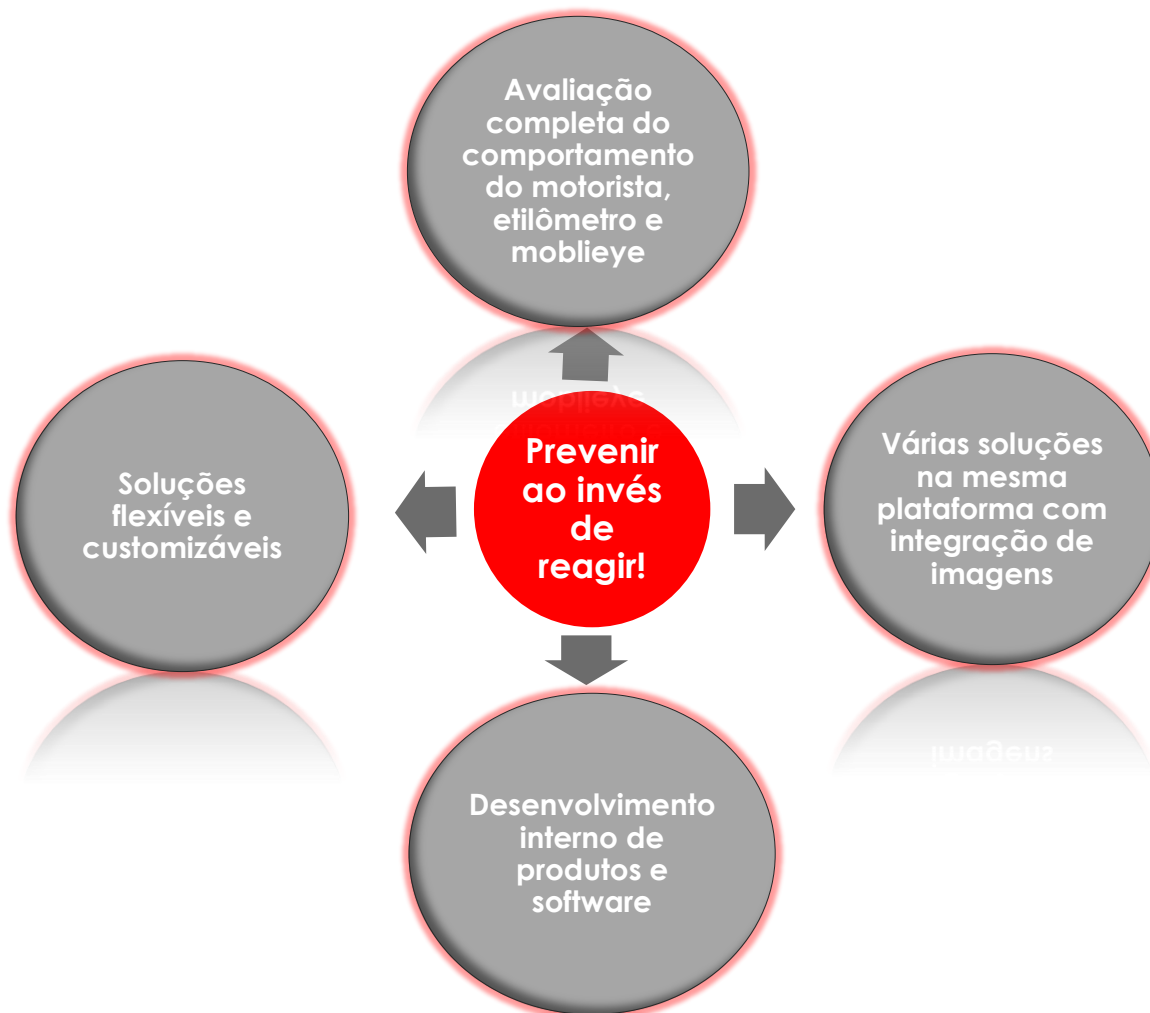 Avaliação
completa do
comportamento
do motorista,
etilômetro e
moblieye
Prevenir
ao invés
de
reagir!
Soluções
flexíveis e
customizáveis
Várias soluções
na mesma
plataforma com
integração de
imagens
Desenvolvimento
interno de
produtos e
software